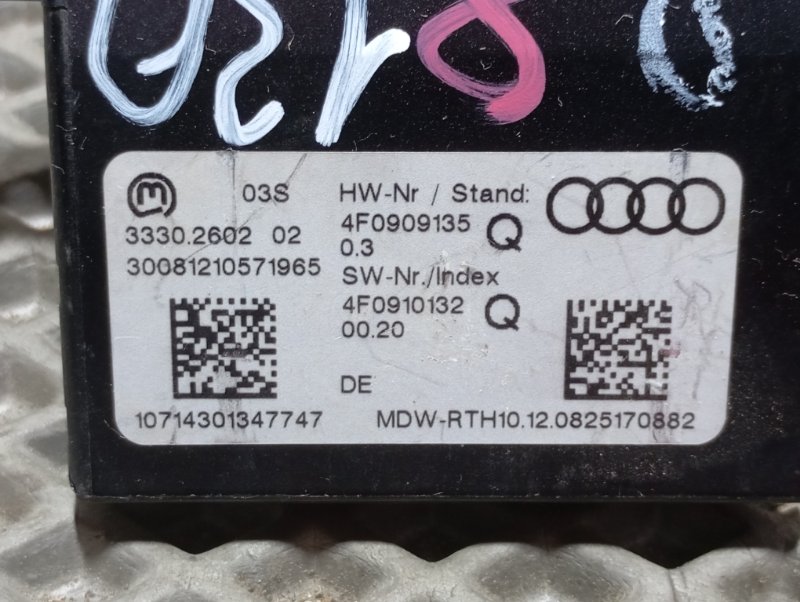 8
03S
3330.2602 02
30081210571965
10714301347747
HW-Nr / Stand:
4F0909135 Q
0.3
SW-Nr./Index
4F0910132 Q
00.20
DE
MDW-RTH10.12.0825170882